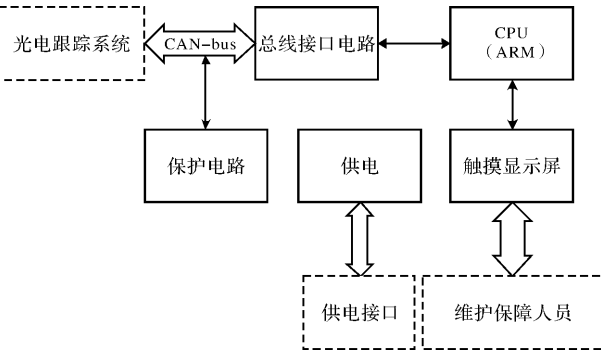 光电跟踪系统
CAN-bus
总线接口电路
CPU
（ARM）
保护电路
供电
触摸显示屏
供电接口
维护保障人员